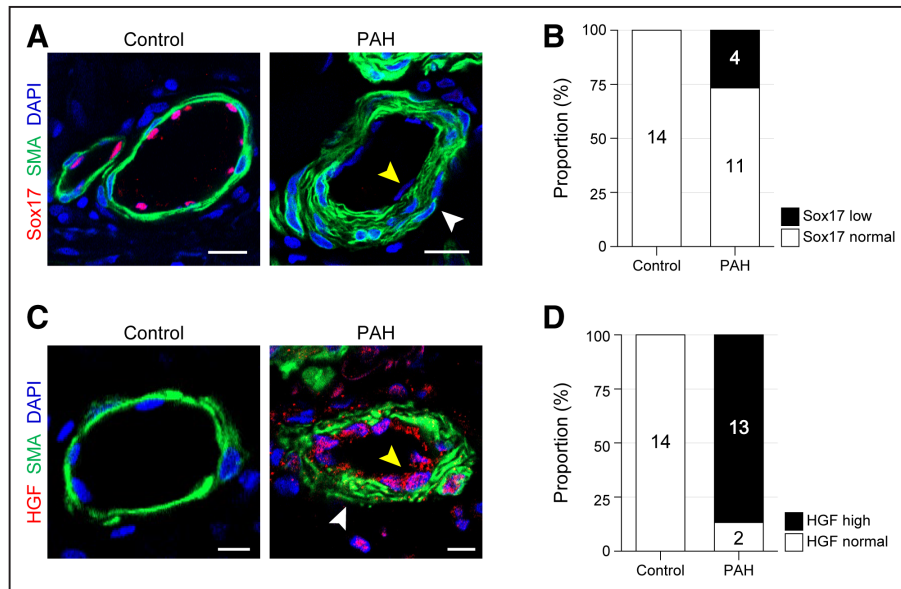 A
Control
PAH
Sox17 SMA DAPI
B
Proportion (%)
100
75
50
25
0
14
4
11
Control
PAH
Sox17 low
Sox17 normal
C
Control
PAH
HGF SMA DAPI
D
Proportion (%)
100
75
50
25
0
14
13
2
Control
PAH
HGF high
HGF normal